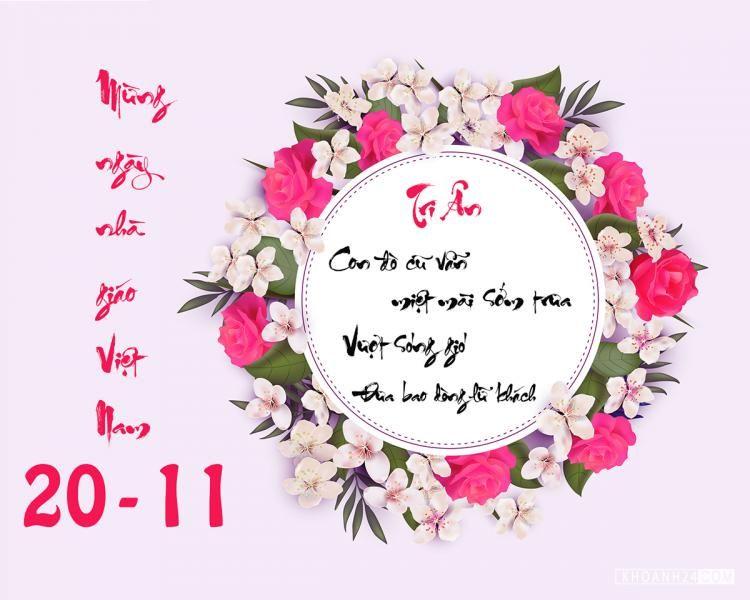 Mừng
ngày
nhà
giáo
Việt
Nam
20-11
Tri Ân
Con đò cũ vẫn
miệt mài sớm trưa
Vượt sóng gió
Đưa bao dòng lữ khách
KHOANH24.COM